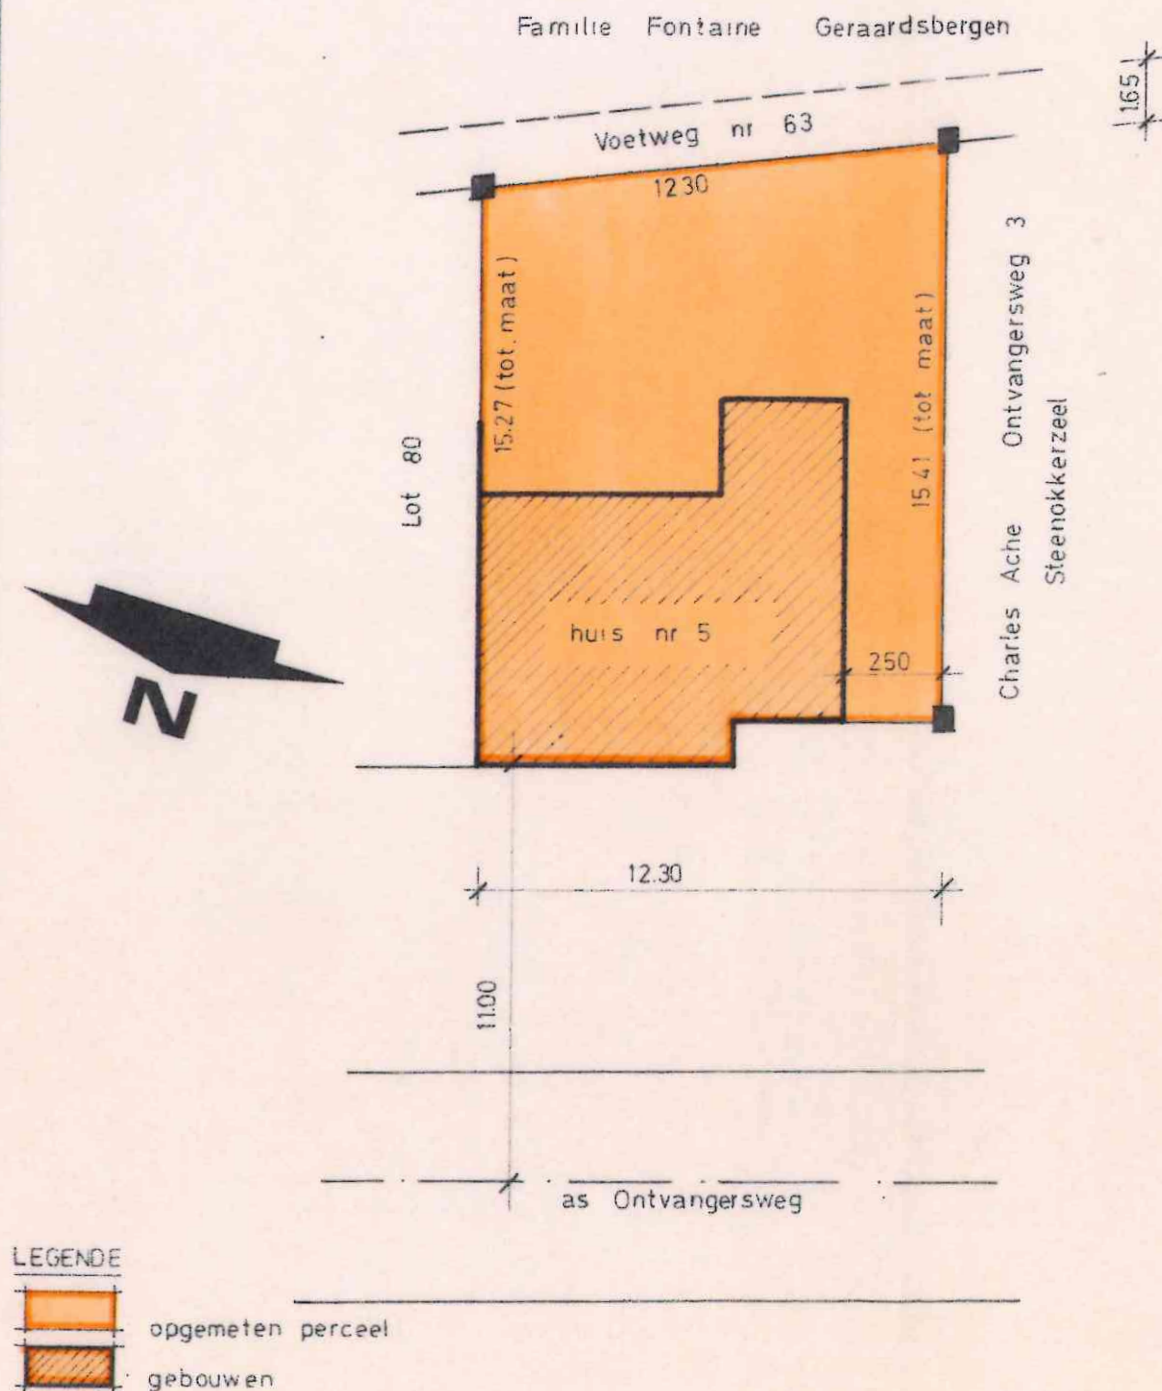 Familie Fontaine Geraardsbergen
1.65
Voetweg nr 63
12.30
15.27 (tot. maat)
15.41 (tot maat)
Lot 80
Charles Ache Ontvangersweg 3
Steenokkerzeel
huis nr 5
250
N
12.30
11.00
as Ontvangersweg
LEGENDE
opgemeten perceel
gebouwen